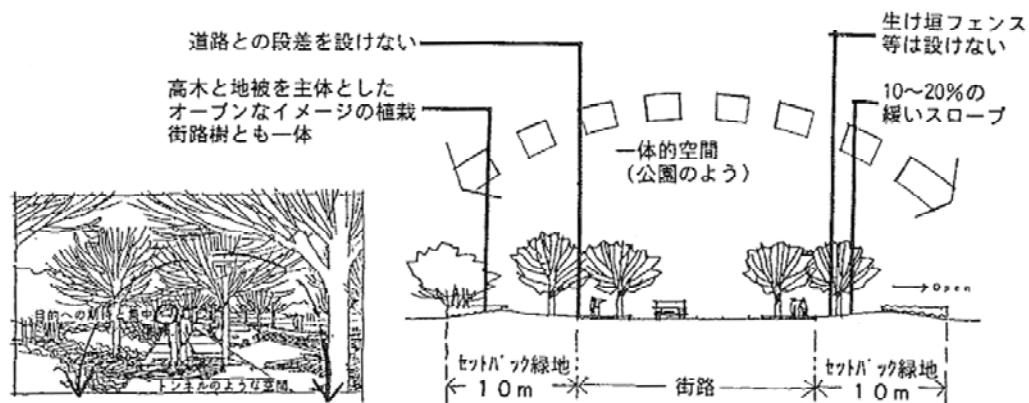 道路との段差を設けない
高木と地被を主体とした
オープンなイメージの植栽
街路樹とも一体
生け垣フェンス
等は設けない
10～20%の
緩いスロープ
一体的空間
(公園のよう)
目的への期待と集中
トンネルのような空間
→Open
セットバック緑地
10m
街路
セットバック緑地
10m